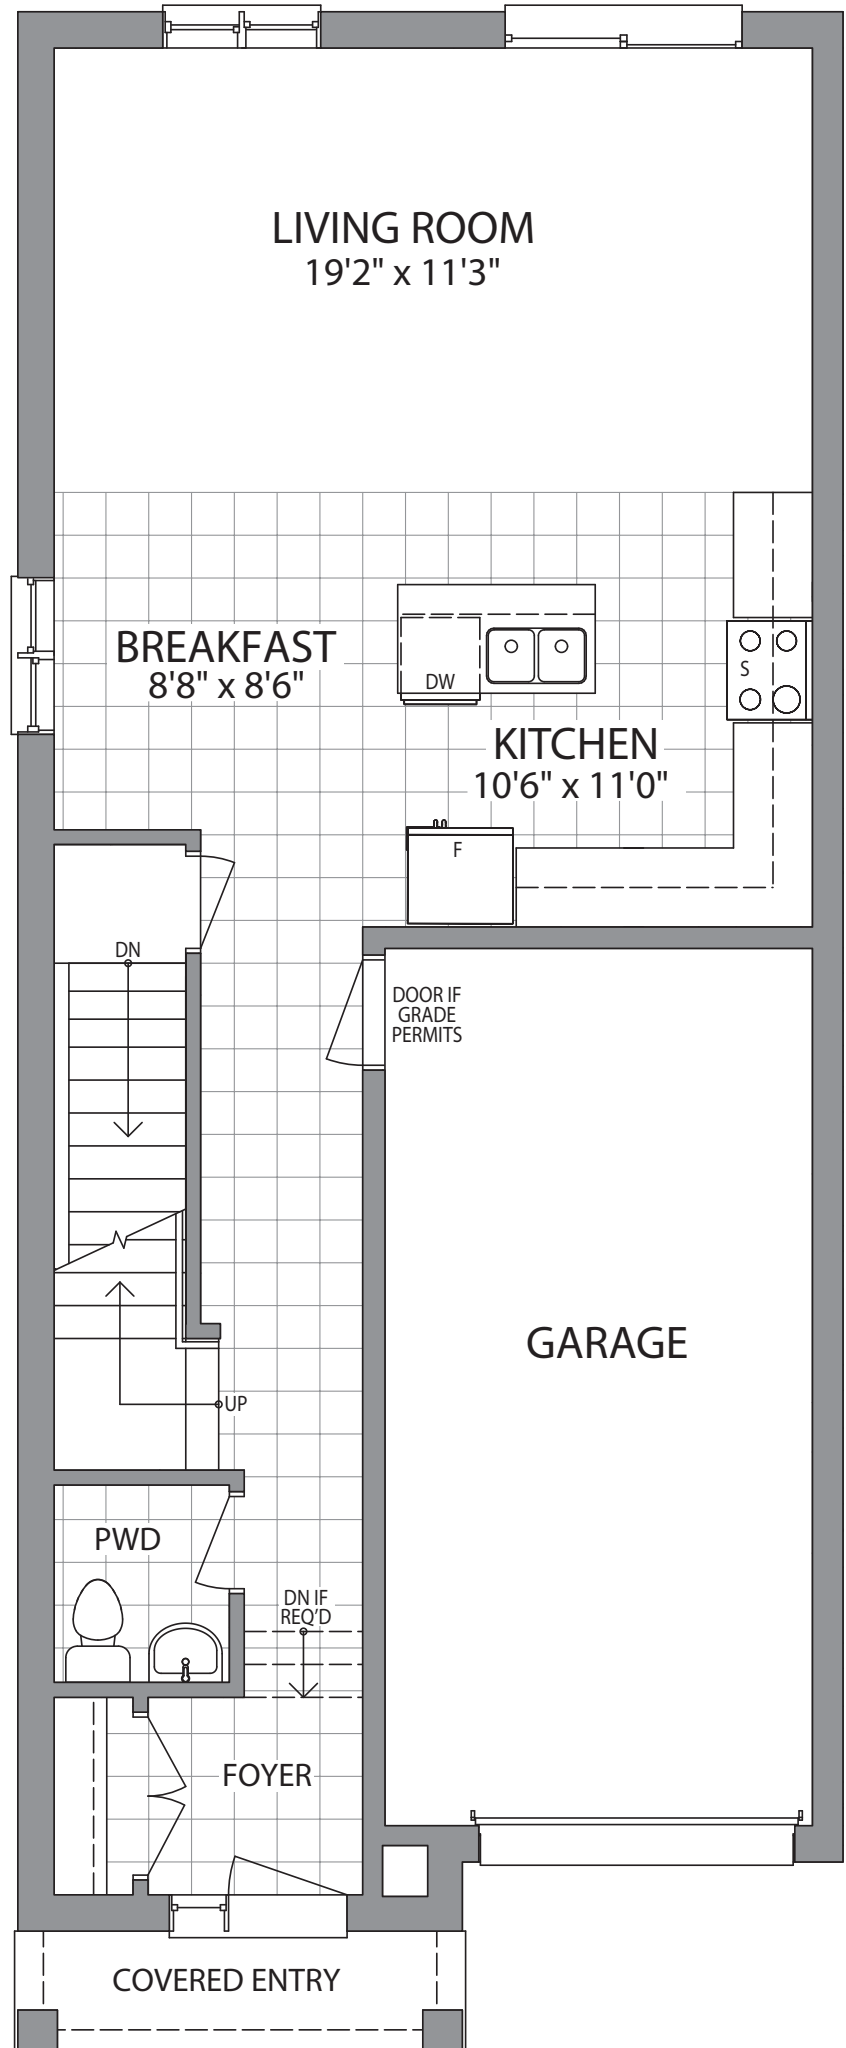 LIVING ROOM
19'2" x 11'3"
BREAKFAST
8'8" x 8'6"
DW
S
KITCHEN
10'6" x 11'0"
F
DN
DOOR IF
GRADE
PERMITS
GARAGE
UP
PWD
DN IF
REQ'D
FOYER
COVERED ENTRY